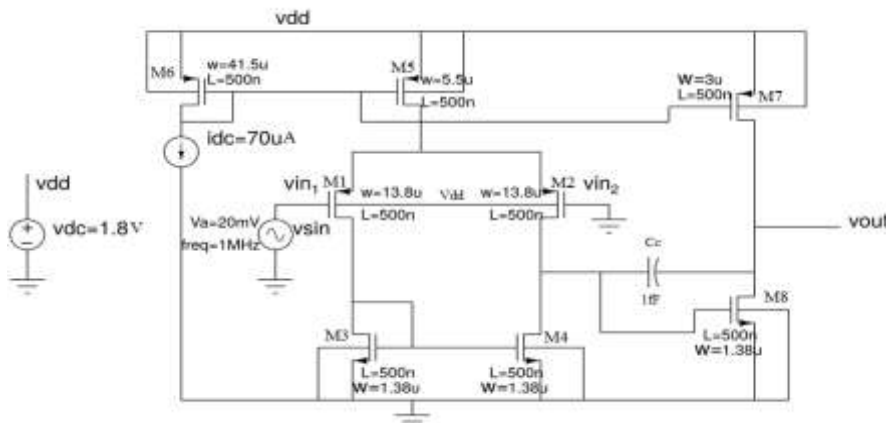 vdd
M6
w=41.5u
L=500n
M5
w=5.5u
L=500n
W=3u
L=500n
M7
idc=70uA
vdd
vdc=1.8V
vin1
M1
w=13.8u
L=500n
Vdd
w=13.8u
L=500n
M2
vin2
Va=20mV
freq=1MHz
vsin
vout
Cc
1fF
M8
L=500n
W=1.38u
M3
L=500n
W=1.38u
M4
L=500n
W=1.38u